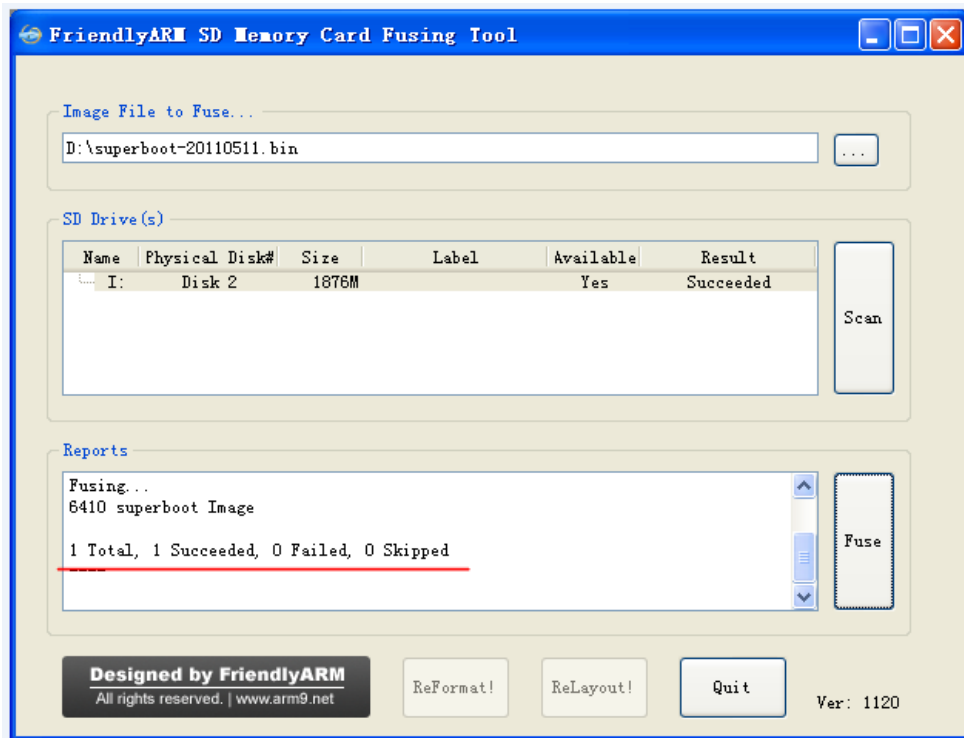 FriendlyARM SD Memory Card Fusing Tool
Image File to Fuse...
D:\superboot-20110511.bin
...
SD Drive(s)
Name Physical Disk# Size Label Available Result
I: Disk 2 1876M Yes Succeeded
Scan
Reports
Fusing...
6410 superboot Image
1 Total, 1 Succeeded, 0 Failed, 0 Skipped
----
Fuse
Designed by FriendlyARM
All rights reserved. | www.arm9.net
ReFormat!
ReLayout!
Quit
Ver: 1120